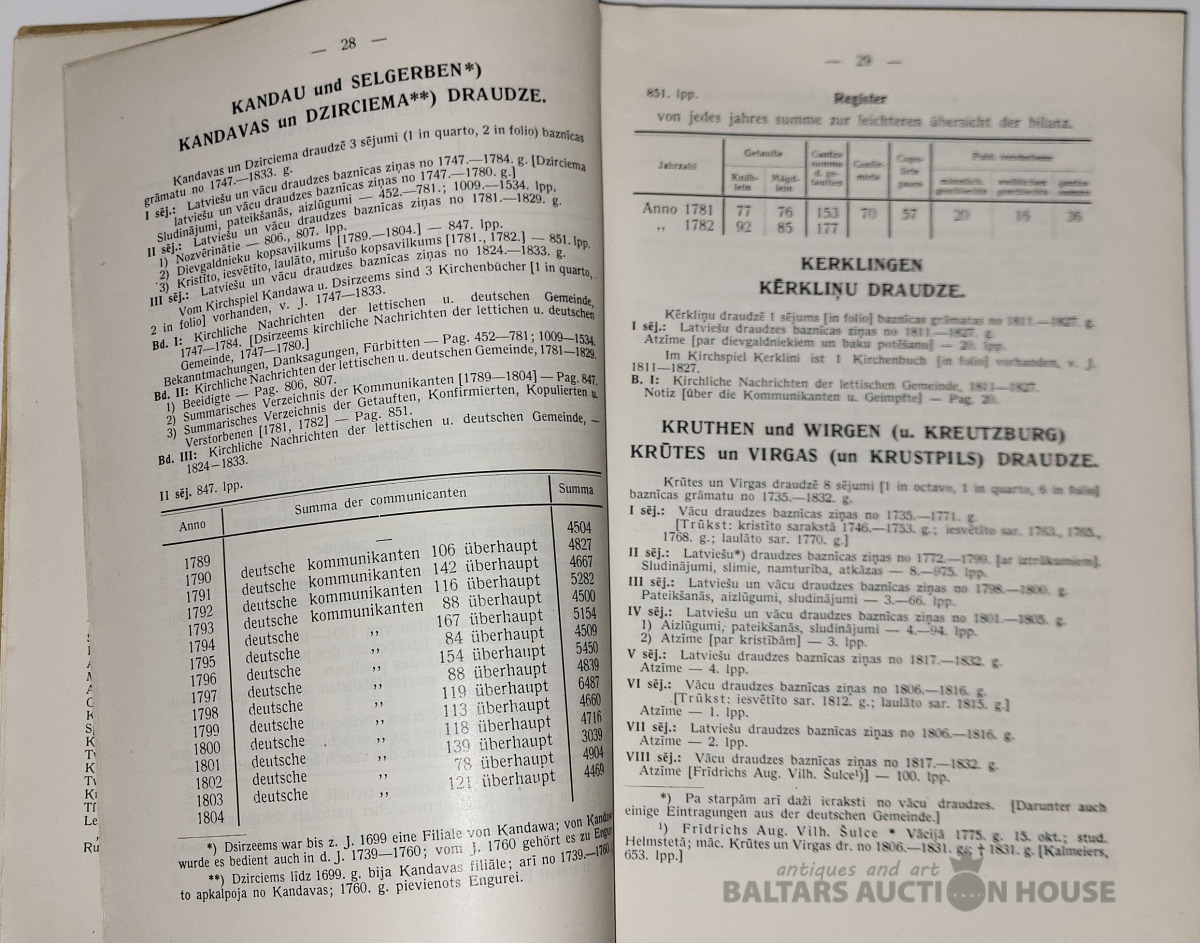 — 28 —
KANDAU und SELGERBEN*)
KANDAVAS un DZIRCIEMA**) DRAUDZE.
Kandavas un Dzirciema draudzē 3 sējumi (1 in quarto, 2 in folio) baznīcas
grāmatu no 1747.—1833. g.
I sēj.: Latviešu un vācu draudzes baznīcas ziņas no 1747.—1784. g. [Dzirciema
latviešu un vācu draudzes baznīcas ziņas no 1747.—1780. g.]
Sludinājumi, pateikšanās, aizlūgumi — 452.—781.; 1009.—1534. lpp.
II sēj.: Latviešu un vācu draudzes baznīcas ziņas no 1781.—1829. g.
1) Nozvērinātie — 806., 807. lpp.
2) Dievgaldnieku kopsavilkums [1789.—1804.] — 847. lpp.
3) Kristīto, iesvētīto, laulāto, mirušo kopsavilkums [1781., 1782.] — 851. lpp.
III sēj.: Latviešu un vācu draudzes baznīcas ziņas no 1824.—1833. g.
Vom Kirchspiel Kandawa u. Dsirzeems sind 3 Kirchenbücher [1 in quarto,
2 in folio] vorhanden, v. J. 1747—1833.
Bd. I: Kirchliche Nachrichten der lettischen u. deutschen Gemeinde,
1747—1784. [Dsirzeems kirchliche Nachrichten der lettichen u. deutschen
Gemeinde, 1747—1780.]
Bekanntmachungen, Danksagungen, Fürbitten — Pag. 452—781; 1009—1534.
Bd. II: Kirchliche Nachrichten der lettischen u. deutschen Gemeinde, 1781—1829.
1) Beeidigte — Pag. 806, 807.
2) Summarisches Verzeichnis der Kommunikanten [1789—1804] — Pag. 847.
3) Summarisches Verzeichnis der Getauften, Konfirmierten, Kopulierten u.
Verstorbenen [1781, 1782] — Pag. 851.
Bd. III: Kirchliche Nachrichten der lettischen u. deutschen Gemeinde, —
1824—1833.
II sēj. 847. lpp.
Anno Summa der communicanten Summa
1789 — 4504
1790 deutsche kommunikanten 106 überhaupt 4827
1791 deutsche kommunikanten 142 überhaupt 4667
1792 deutsche kommunikanten 116 überhaupt 5282
1793 deutsche kommunikanten 88 überhaupt 4500
1794 deutsche ,, 167 überhaupt 5154
1795 deutsche ,, 84 überhaupt 4509
1796 deutsche ,, 154 überhaupt 5450
1797 deutsche ,, 88 überhaupt 4839
1798 deutsche ,, 119 überhaupt 6487
1799 deutsche ,, 113 überhaupt 4660
1800 deutsche ,, 118 überhaupt 4716
1801 deutsche ,, 139 überhaupt 3039
1802 deutsche ,, 78 überhaupt 4904
1803 deutsche ,, 121 überhaupt 4469
1804
*) Dsirzeems war bis z. J. 1699 eine Filiale von Kandawa; von Kandawa
wurde es bedient auch in d. J. 1739—1760; vom J. 1760 gehört es zu Engur
**) Dzirciems līdz 1699. g. bija Kandavas filiāle; arī no 1739.—1760
to apkalpoja no Kandavas; 1760. g. pievienots Engurei.
— 29 —
851. lpp.
Register
von jedes jahres summe zur leichteren übersicht der bilanz.
Jahrzahl Getaufte Knäblein Mägdlein Gantze summe d. getauften Confirmirte Copulirte paare
Anno 1781 77 76 153 70 57 20 16 36
,, 1782 92 85 177
KERKLINGEN
KĒRKLIŅU DRAUDZE.
Kērkliņu draudzē 1 sējums [in folio] baznīcas grāmatas no 1811.—1827. g.
I sēj.: Latviešu draudzes baznīcas ziņas no 1811.—1827. g.
Atzīme [par dievgaldniekiem un baku potēšanu] — 20. lpp.
Im Kirchspiel Kerklini ist 1 Kirchenbuch [in folio] vorhanden, v. J.
1811—1827.
B. I: Kirchliche Nachrichten der lettischen Gemeinde, 1811—1827.
Notiz [über die Kommunikanten u. Geimpfte] — Pag. 20.
KRUTHEN und WIRGEN (u. KREUTZBURG)
KRŪTES un VIRGAS (un KRUSTPILS) DRAUDZE.
Krūtes un Virgas draudzē 8 sējumi [1 in octavo, 1 in quarto, 6 in folio]
baznīcas grāmatu no 1735.—1832. g.
I sēj.: Vācu draudzes baznīcas ziņas no 1735.—1771. g.
[Trūkst: kristīto sarakstā 1746.—1753. g.; iesvētīto sar. 1763., 1765.,
1768. g.; laulāto sar. 1770. g.]
II sēj.: Latviešu*) draudzes baznīcas ziņas no 1772.—1799. [ar iztrūkumiem].
Sludinājumi, slimie, namturība, atkāzas — 8.—975. lpp.
III sēj.: Latviešu un vācu draudzes baznīcas ziņas no 1798.—1800. g.
Pateikšanās, aizlūgumi, sludinājumi — 3.—66. lpp.
IV sēj.: Latviešu un vācu draudzes baznīcas ziņas no 1801.—1805. g.
1) Aizlūgumi, pateikšanās, sludinājumi — 4.—94. lpp.
2) Atzīme [par kristībām] — 3. lpp.
V sēj.: Latviešu draudzes baznīcas ziņas no 1817.—1832. g.
Atzīme — 4. lpp.
VI sēj.: Vācu draudzes baznīcas ziņas no 1806.—1816. g.
[Trūkst: iesvētīto sar. 1812. g.; laulāto sar. 1815. g.]
Atzīme — 1. lpp.
VII sēj.: Latviešu draudzes baznīcas ziņas no 1806.—1816. g.
Atzīme — 2. lpp.
VIII sēj.: Vācu draudzes baznīcas ziņas no 1817.—1832. g.
Atzīme [Frīdrichs Aug. Vilh. Šulce¹)] — 100. lpp.
*) Pa starpām arī daži ieraksti no vācu draudzes. [Darunter auch
einige Eintragungen aus der deutschen Gemeinde.]
¹) Frīdrichs Aug. Vilh. Šulce * Vācijā 1775. g. 15. okt.; stud.
Helmstetā; māc. Krūtes un Virgas dr. no 1806.—1831. g.; † 1831. g. [Kalmeiers,
653. lpp.]
antiques and art
BALTARS AUCTION HOUSE